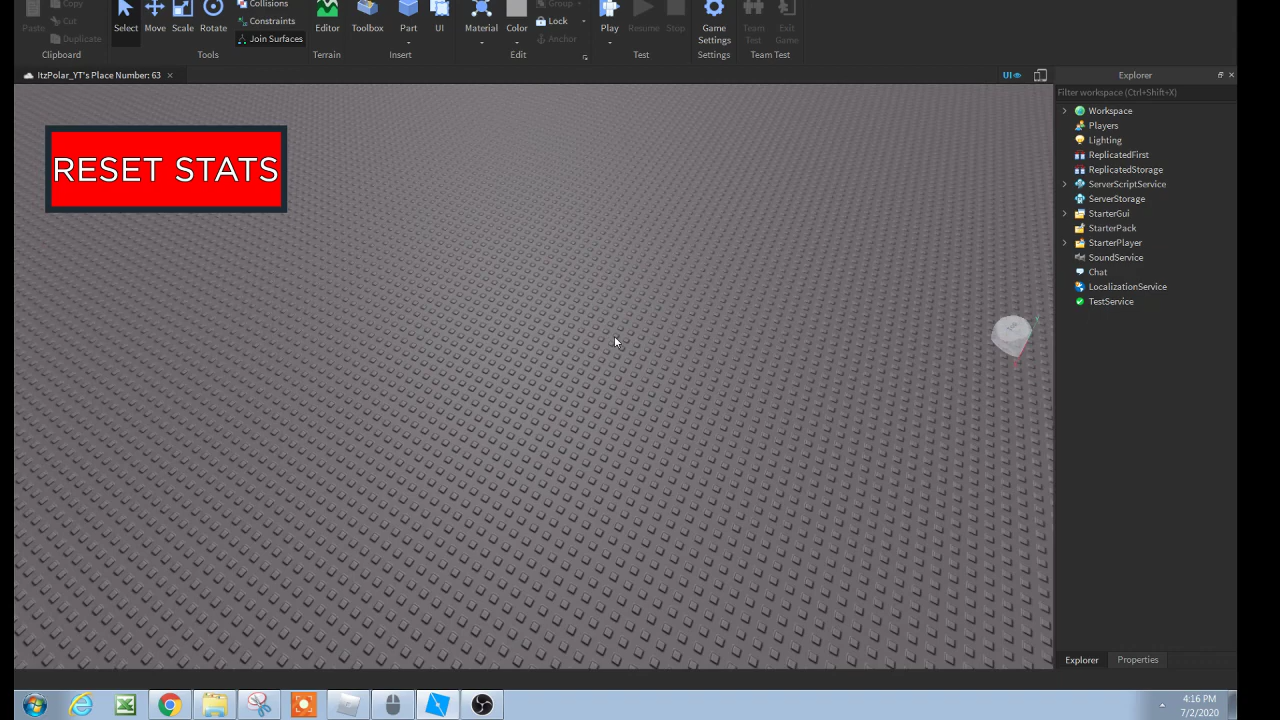 Paste
Copy
Cut
Duplicate
Clipboard
Select
Move
Scale
Rotate
Collisions
Constraints
Join Surfaces
Tools
Editor
Terrain
Toolbox
Part
UI
Insert
Material
Color
Group
Lock
Anchor
Edit
Play
Resume
Stop
Test
Game
Settings
Settings
Team
Test
Exit
Game
Team Test
ItzPolar_YT's Place Number: 63
UI
Explorer
Filter workspace (Ctrl+Shift+X)
Workspace
Players
Lighting
ReplicatedFirst
ReplicatedStorage
ServerScriptService
ServerStorage
StarterGui
StarterPack
StarterPlayer
SoundService
Chat
LocalizationService
TestService
RESET STATS
Explorer
Properties
4:16 PM
7/2/2020